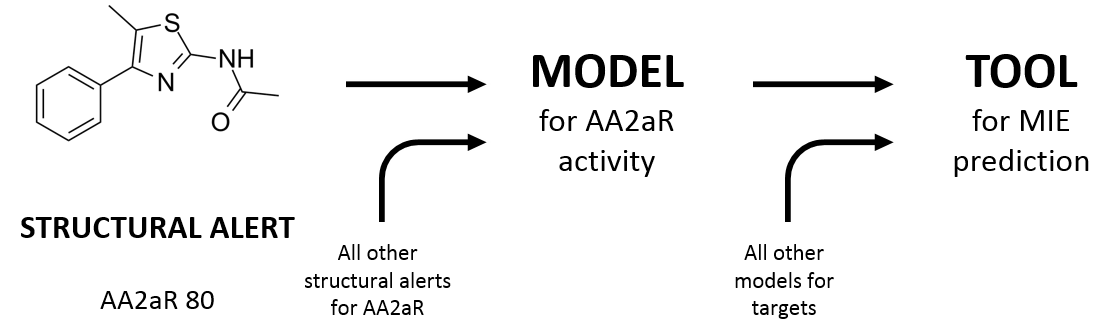 S
NH
N
O
STRUCTURAL ALERT
AA2aR 80
All other
structural alerts
for AA2aR
MODEL
for AA2aR
activity
All other
models for
targets
TOOL
for MIE
prediction